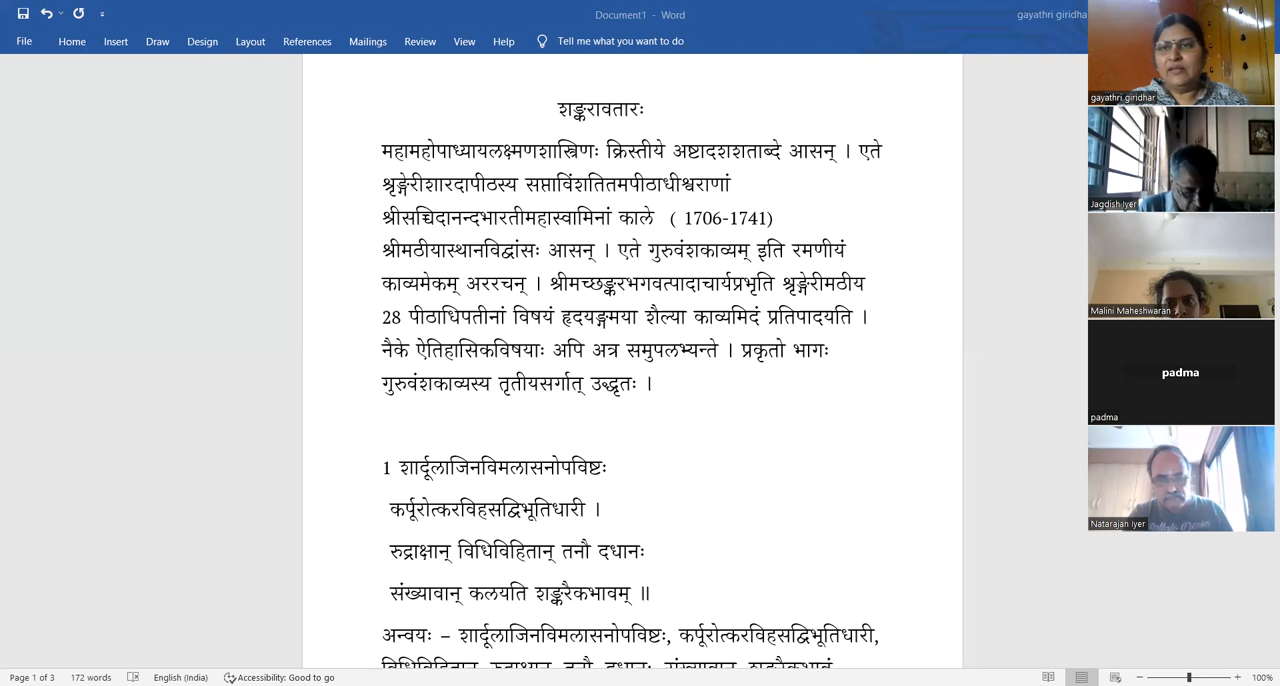 Document1 - Word
gayathri giridha
File Home Insert Draw Design Layout References Mailings Review View Help Tell me what you want to do
शङ्करावतारः
महामहोपाध्यायलक्ष्मणशास्त्रिणः क्रिस्तीये अष्टादशशताब्दे आसन् । एते
श्रृङ्गेरीशारदापीठस्य सप्ताविंशतितमपीठाधीश्वराणां
श्रीसच्चिदानन्दभारतीमहास्वामिनां काले ( 1706-1741)
श्रीमठीयास्थानविद्वांसः आसन् । एते गुरुवंशकाव्यम् इति रमणीयं
काव्यमेकम् अररचन् । श्रीमच्छङ्करभगवत्पादाचार्यप्रभृति श्रृङ्गेरीमठीय
28 पीठाधिपतीनां विषयं हृदयङ्गमया शैल्या काव्यमिदं प्रतिपादयति ।
नैके ऐतिहासिकविषयाः अपि अत्र समुपलभ्यन्ते । प्रकृतो भागः
गुरुवंशकाव्यस्य तृतीयसर्गात् उद्धृतः ।
1 शार्दूलाजिनविमलासनोपविष्टः
कर्पूरोत्करविहसद्विभूतिधारी ।
रुद्राक्षान् विधिविहितान् तनौ दधानः
संख्यावान् कलयति शङ्करैकभावम् ॥
अन्वयः – शार्दूलाजिनविमलासनोपविष्टः, कर्पूरोत्करविहसद्विभूतिधारी,
विधिविहितान् रुद्राक्षान् तनौ दधानः संख्यावान् शङ्करैकभावं
gayathri giridhar
Jagdish Iyer
Malini Maheshwaran
padma
padma
Natarajan Iyer
Page 1 of 3 172 words English (India) Accessibility: Good to go 100%